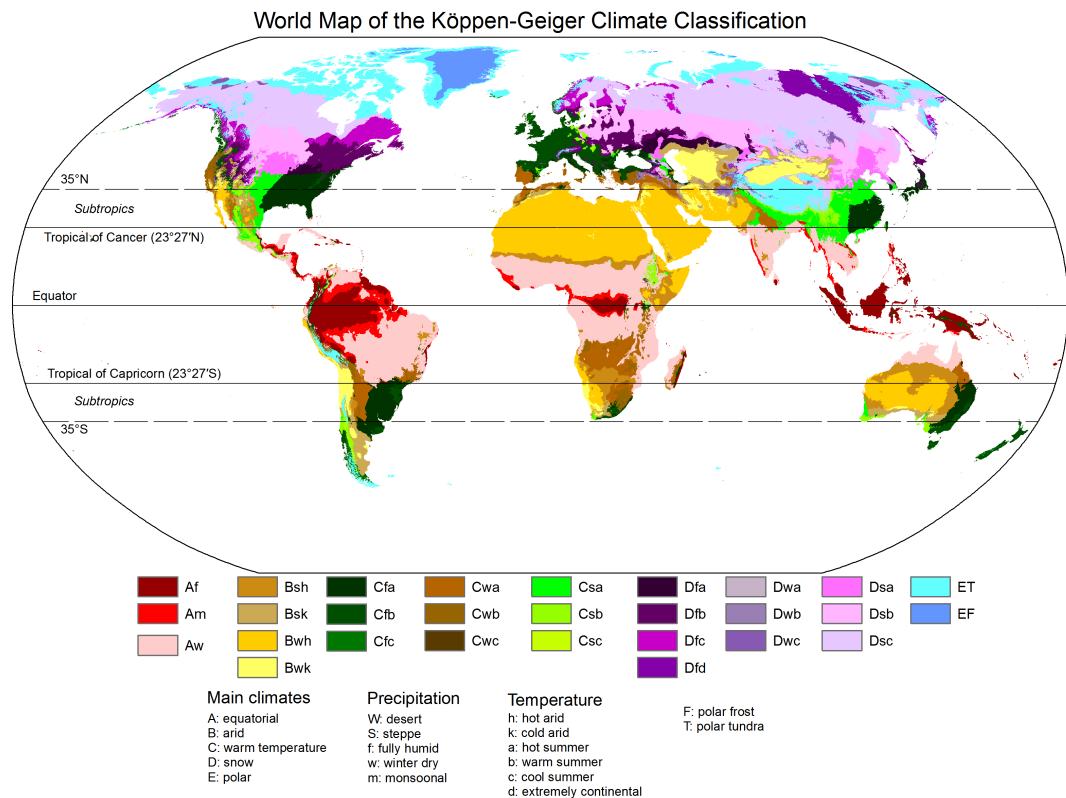 World Map of the Köppen-Geiger Climate Classification
35°N
Subtropics
Tropical of Cancer (23°27'N)
Equator
Tropical of Capricorn (23°27'S)
Subtropics
35°S
Af Bsh Cfa Cwa Csa Dfa Dwa Dsa ET
Am Bsk Cfb Cwb Csb Dfb Dwb Dsb EF
Aw Bwh Cfc Cwc Csc Dfc Dwc Dsc
Bwk Dfd
Main climates
A: equatorial
B: arid
C: warm temperature
D: snow
E: polar
Precipitation
W: desert
S: steppe
f: fully humid
w: winter dry
m: monsoonal
Temperature
h: hot arid
k: cold arid
a: hot summer
b: warm summer
c: cool summer
d: extremely continental
F: polar frost
T: polar tundra